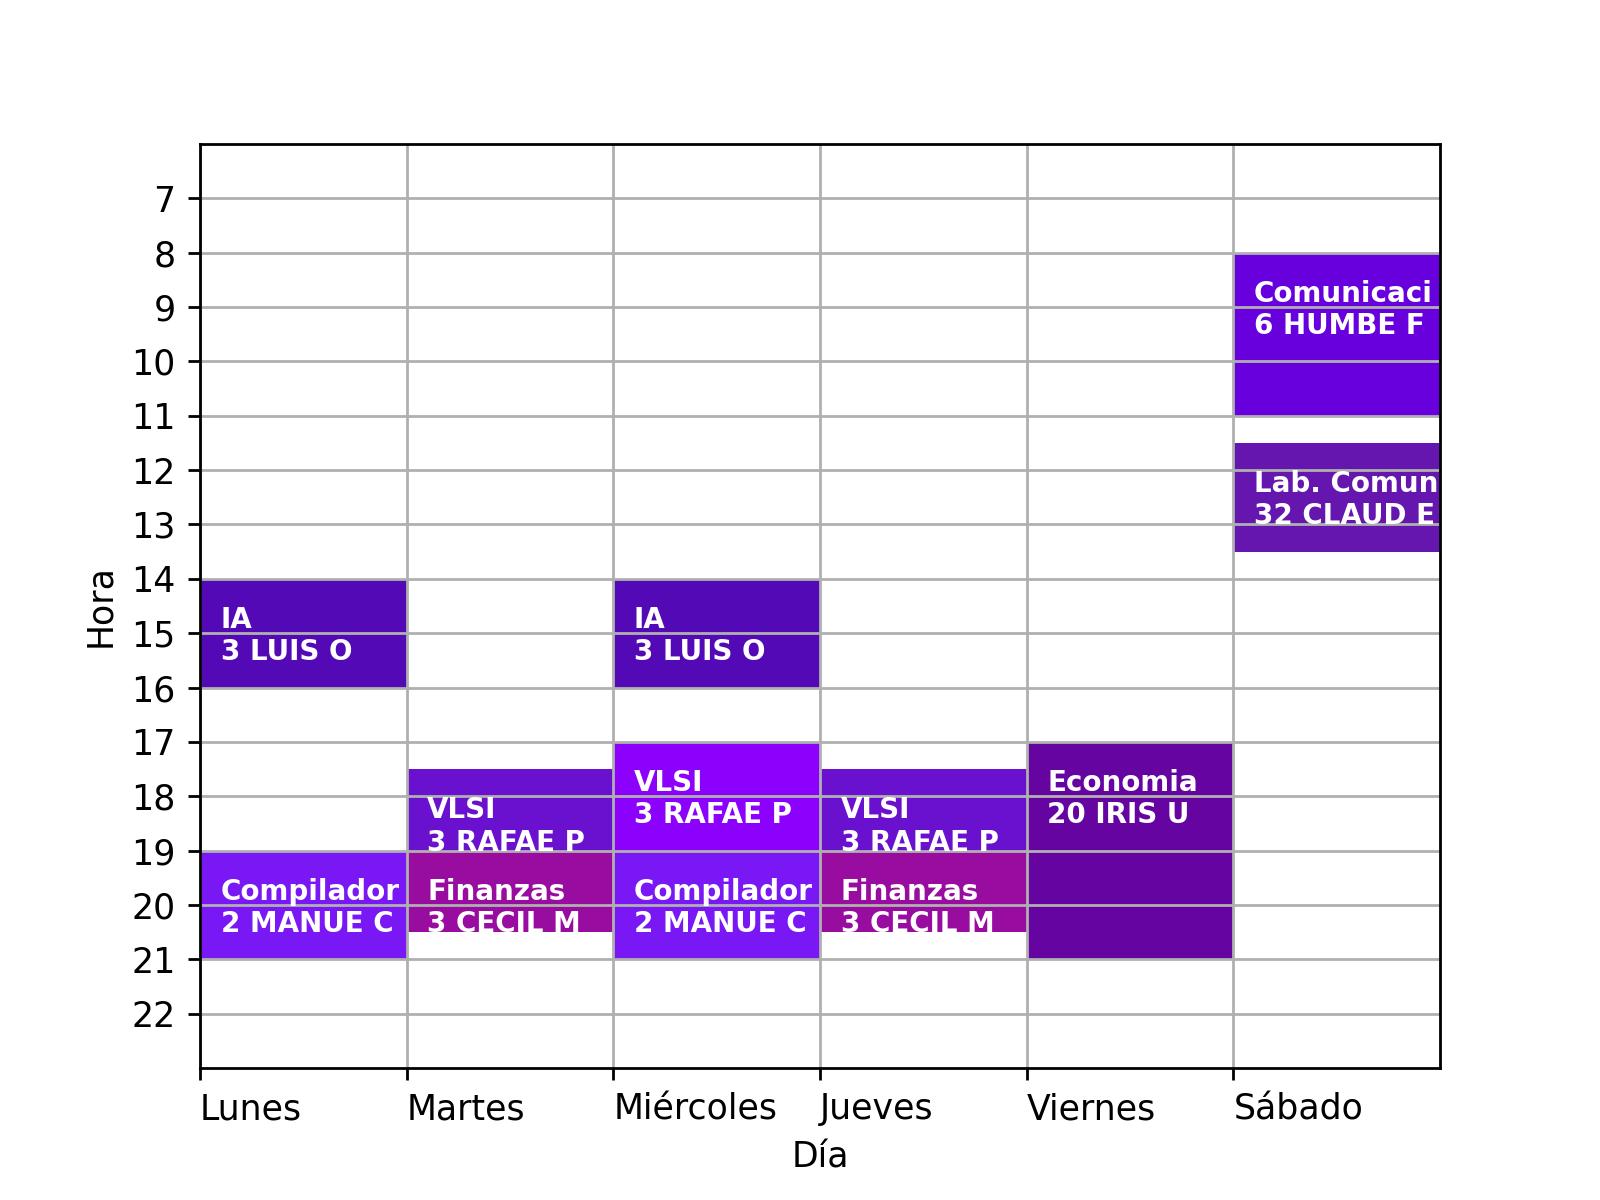 7
8
9
10
11
12
13
14
15
16
17
18
19
20
21
22
Hora
Comunicaci
6 HUMBE F
Lab. Comun
32 CLAUD E
IA
3 LUIS O
IA
3 LUIS O
VLSI
3 RAFAE P
VLSI
3 RAFAE P
VLSI
3 RAFAE P
Economia
20 IRIS U
Compilador
2 MANUE C
Finanzas
3 CECIL M
Compilador
2 MANUE C
Finanzas
3 CECIL M
Lunes
Martes
Miércoles
Jueves
Viernes
Sábado
Día